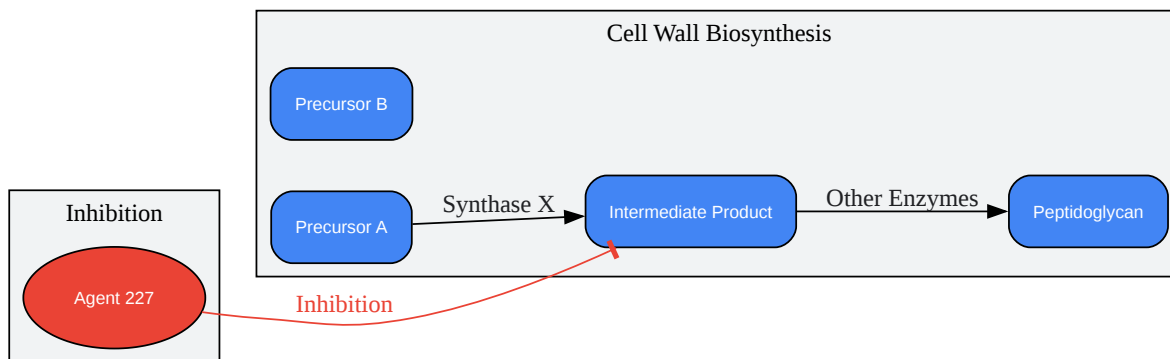 Cell Wall Biosynthesis
Precursor B
Precursor A
Synthase X
Intermediate Product
Other Enzymes
Peptidoglycan
Inhibition
Agent 227
Inhibition